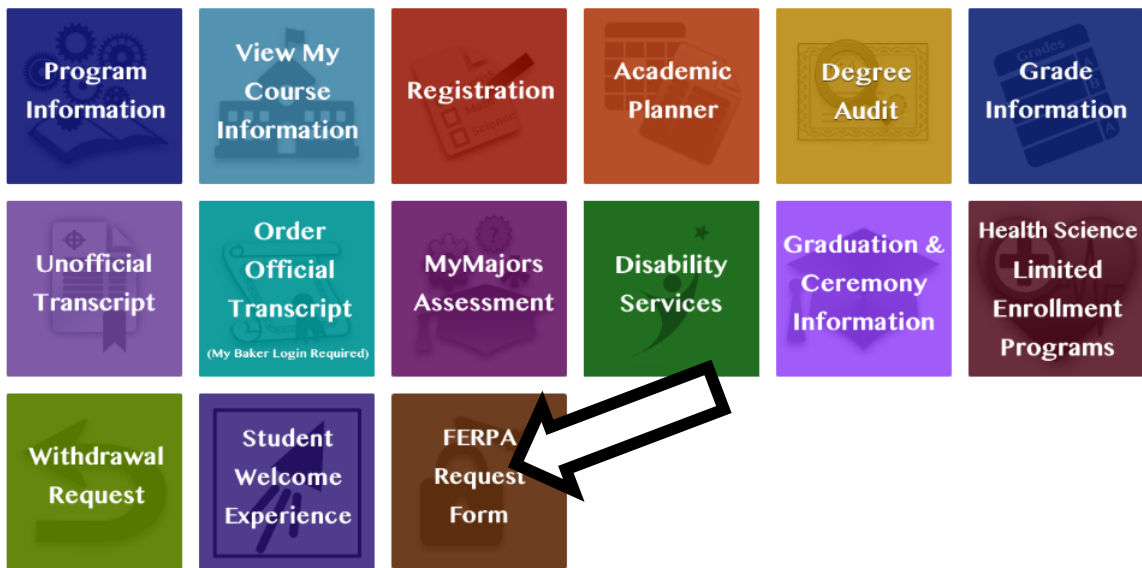 Program
Information
View My
Course
Information
Registration
Academic
Planner
Degree
Audit
Grades
Grade
Information
Unofficial
Transcript
Order
Official
Transcript
(My Baker Login Required)
MyMajors
Assessment
?
Disability
Services
Graduation &
Ceremony
Information
Health Science
Limited
Enrollment
Programs
Withdrawal
Request
Student
Welcome
Experience
FERPA
Request
Form